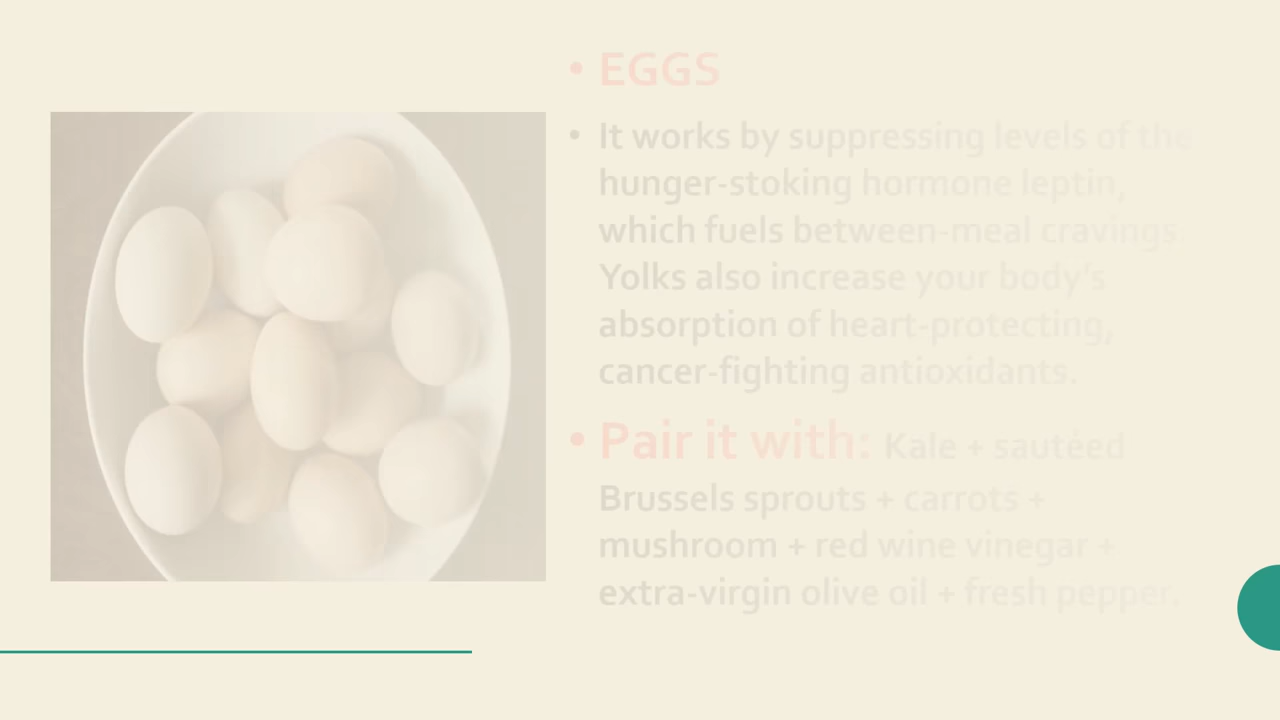 • EGGS
• It works by suppressing levels of the
hunger-stoking hormone leptin,
which fuels between-meal cravings,
Yolks also increase your body's
absorption of heart-protecting,
cancer-fighting antioxidants.
• Pair it with: Kale + sautéed
Brussels sprouts + carrots +
mushroom + red wine vinegar +
extra-virgin olive oil + fresh pepper.